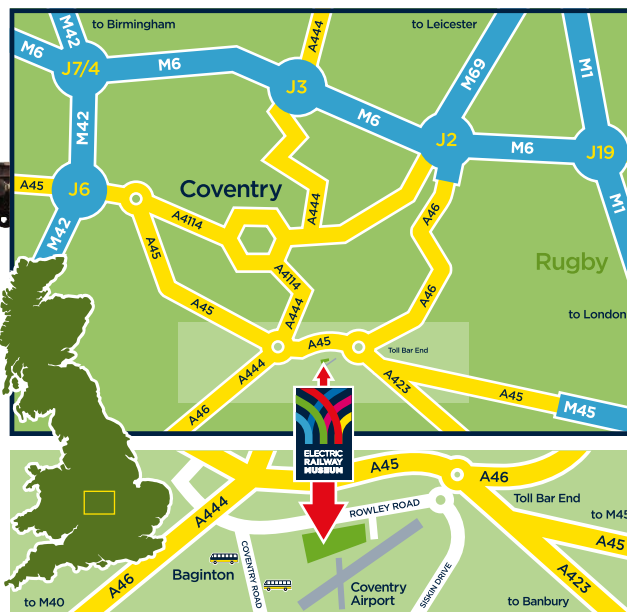 to Birmingham
to Leicester
M42
M6
A444
M1
J7/4
M6
J3
M69
M6
J2
M6
J19
M42
A45
J6
Coventry
A4114
A444
A46
M1
M42
A45
A4114
Rugby
A45
A444
A46
to London
A45
Toll Bar End
A444
A423
A46
A45
M45
ELECTRIC
RAILWAY
MUSEUM
A45
A46
A444
ROWLEY ROAD
Toll Bar End
to M45
A45
Baginton
COVENTRY ROAD
Coventry
Airport
SISKIN DRIVE
A46
A423
to M40
to Banbury